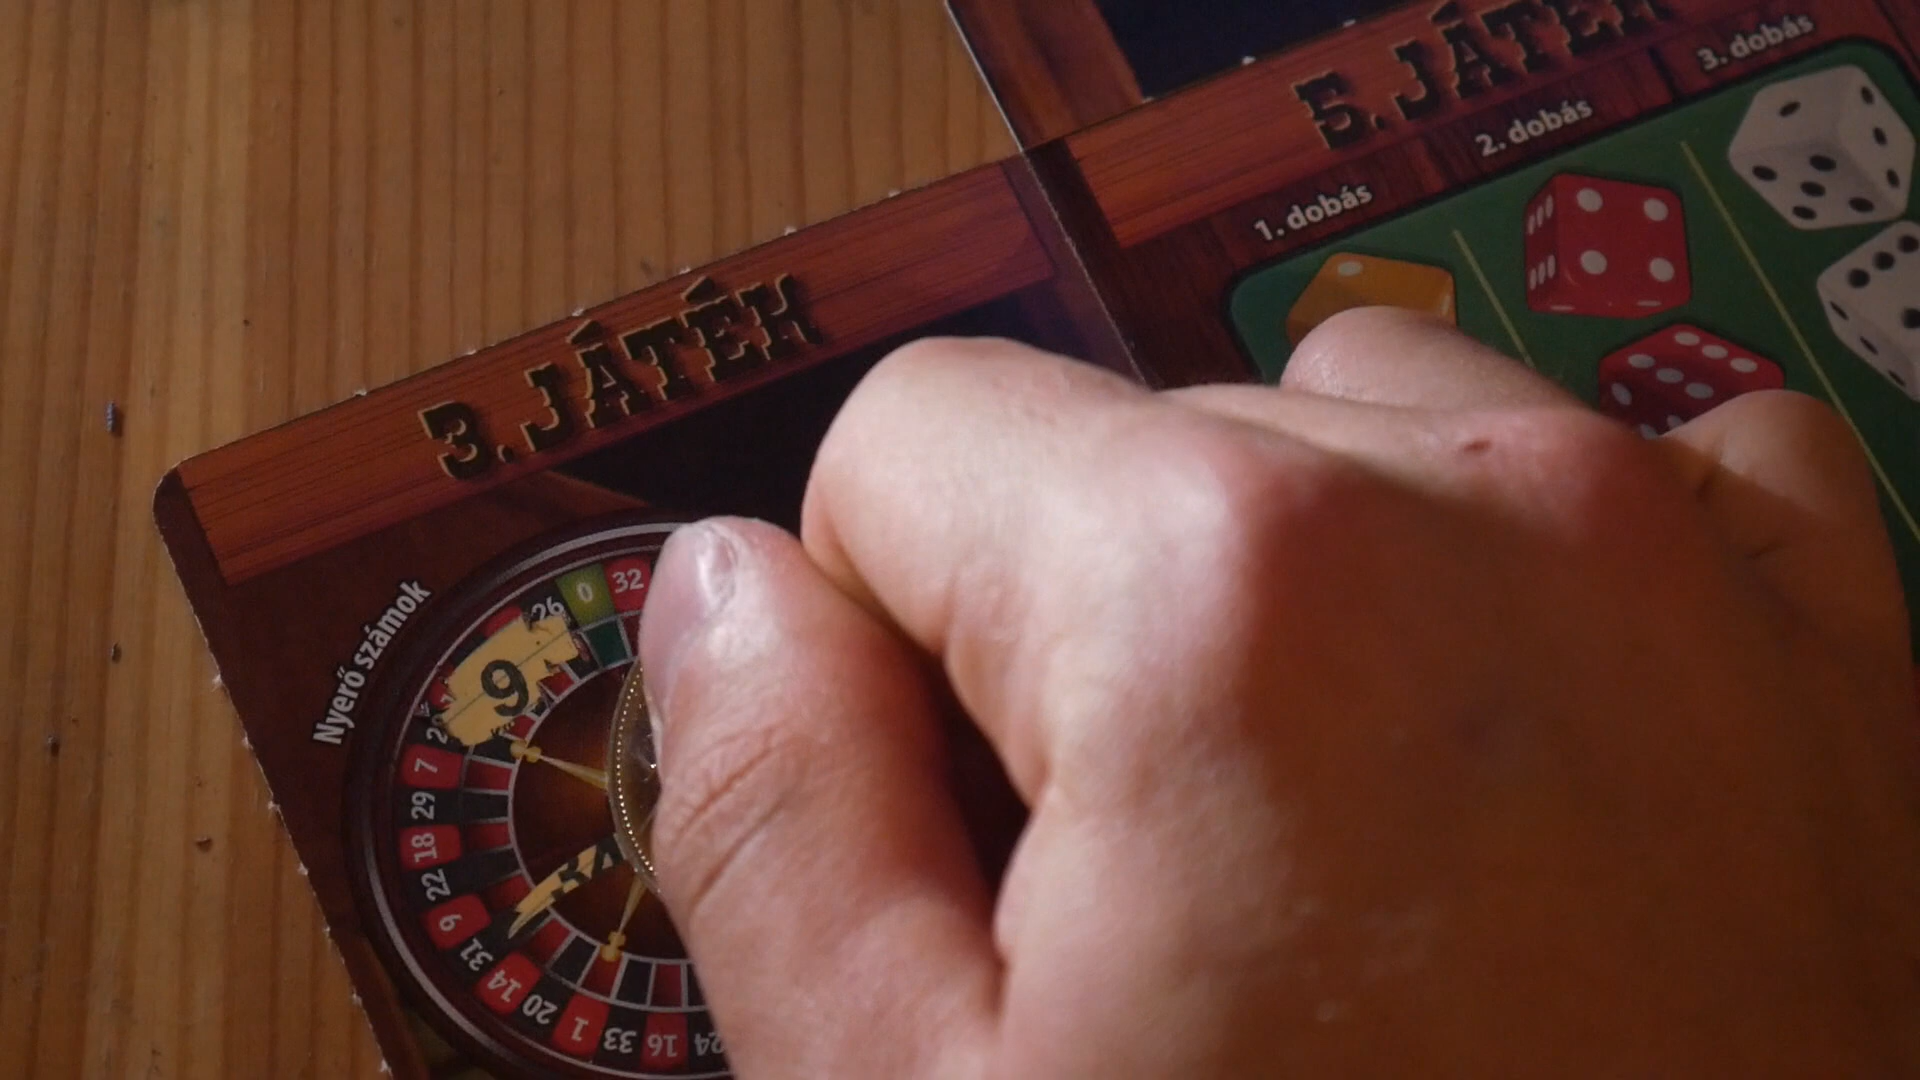 3. JÁTÉK
Nyerő számok
9
34
26 0 32
7 29 18 22 9 31 14 20 1 33 16 24
5. JÁTÉK
1. dobás
2. dobás
3. dobás